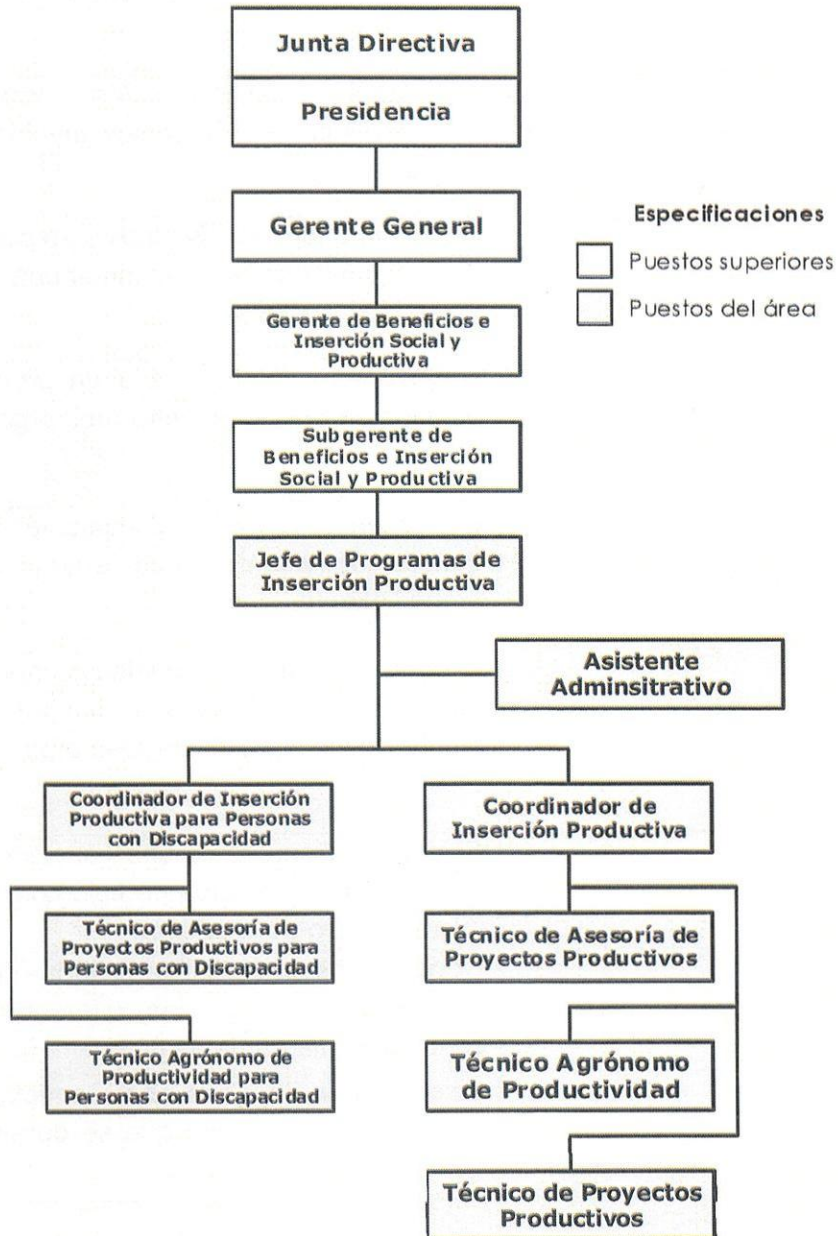 Junta Directiva
Presidencia
Gerente General
Especificaciones
Puestos superiores
Puestos del área
Gerente de Beneficios e
Inserción Social y
Productiva
Subgerente de
Beneficios e Inserción
Social y Productiva
Jefe de Programas de
Inserción Productiva
Asistente
Adminsitrativo
Coordinador de Inserción
Productiva para Personas
con Discapacidad
Coordinador de
Inserción Productiva
Técnico de Asesoría de
Proyectos Productivos para
Personas con Discapacidad
Técnico de Asesoría de
Proyectos Productivos
Técnico Agrónomo de
Productividad para
Personas con Discapacidad
Técnico Agrónomo
de Productividad
Técnico de Proyectos
Productivos